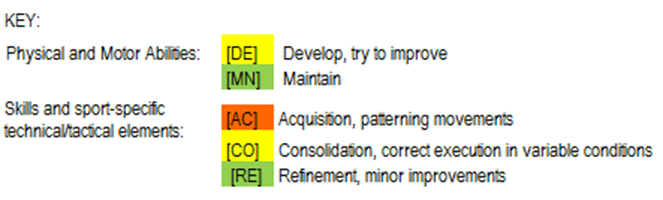 KEY:
Physical and Motor Abilities: [DE] Develop, try to improve
[MN] Maintain
Skills and sport-specific
technical/tactical elements:
[AC] Acquisition, patterning movements
[CO] Consolidation, correct execution in variable conditions
[RE] Refinement, minor improvements